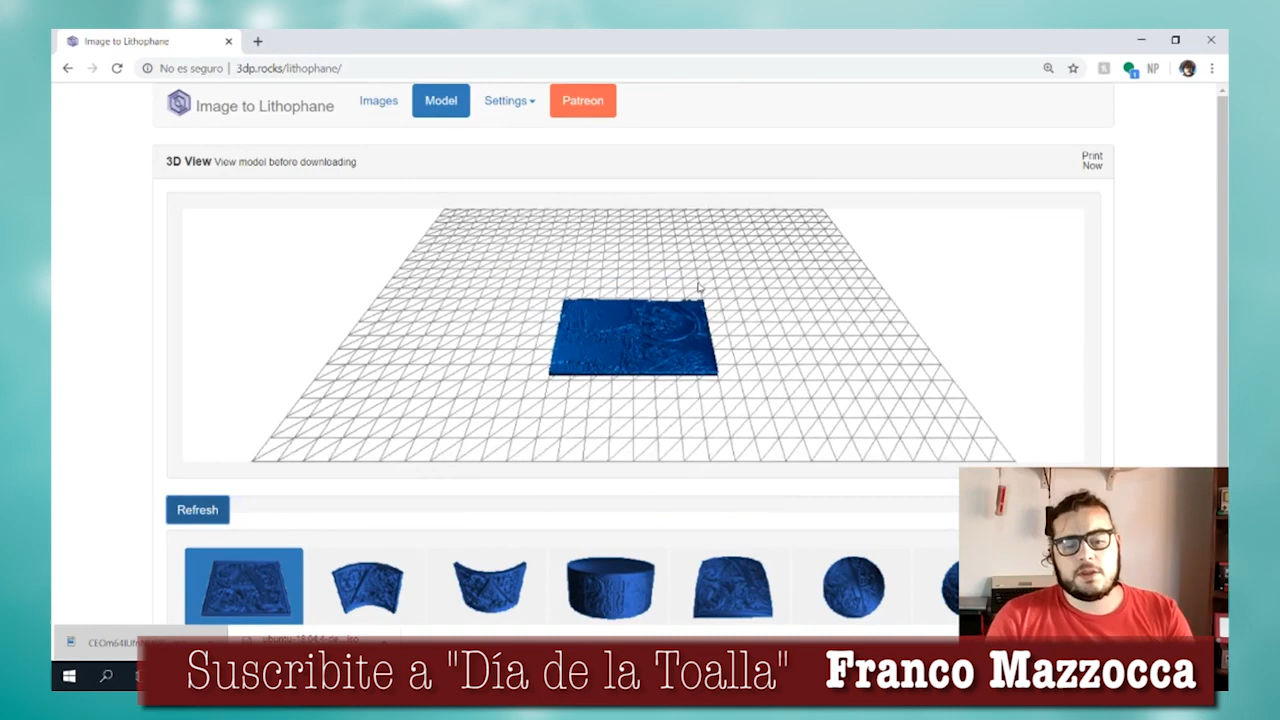 Image to Lithophane
No es seguro | 3dp.rocks/lithophane/
NP
Image to Lithophane
Images
Model
Settings
Patreon
3D View View model before downloading
Print
Now
Refresh
Suscribite a "Día de la Toalla" Franco Mazzocca